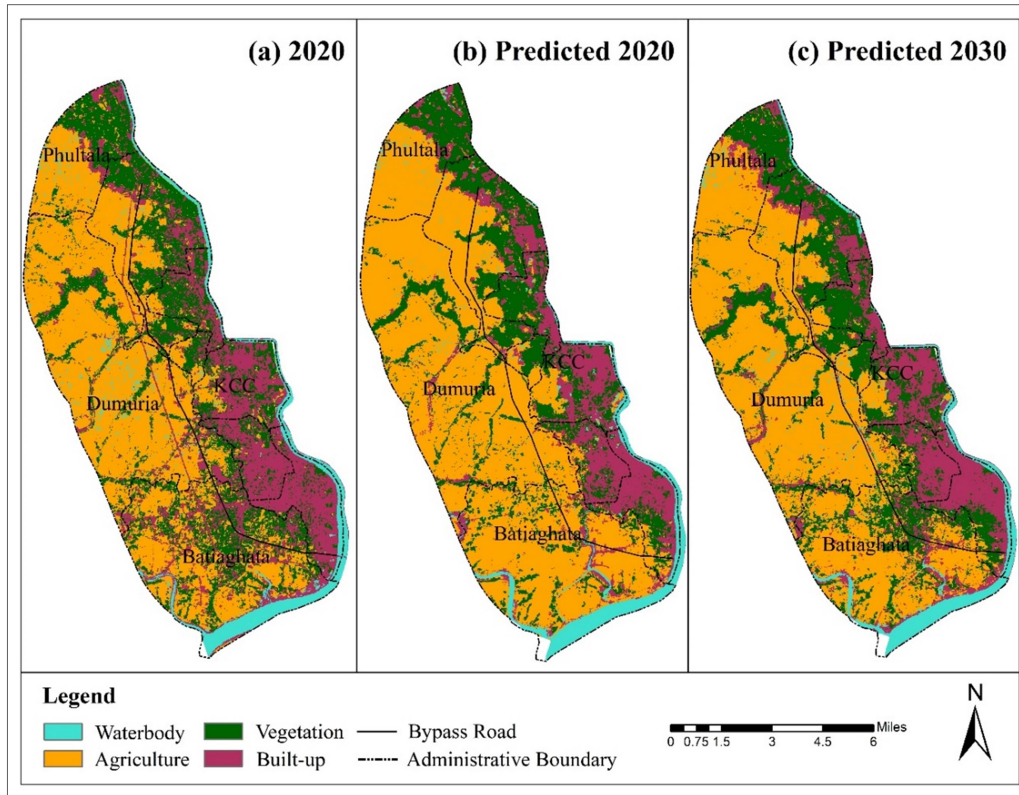 (a) 2020
(b) Predicted 2020
(c) Predicted 2030
Phultala
KCC
Dumuria
Batiaghata
Phultala
KCC
Dumuria
Batiaghata
Phultala
KCC
Dumuria
Batiaghata
Legend
Waterbody
Vegetation
Bypass Road
Agriculture
Built-up
Administrative Boundary
Miles
0 0.75 1.5 3 4.5 6
N